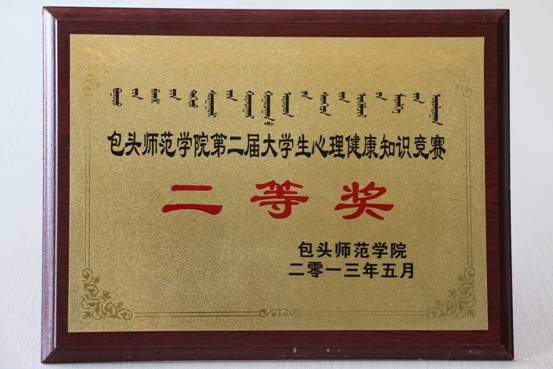 包头师范学院第二届大学生心理健康知识竞赛
二等奖
包头师范学院
二零一三年五月